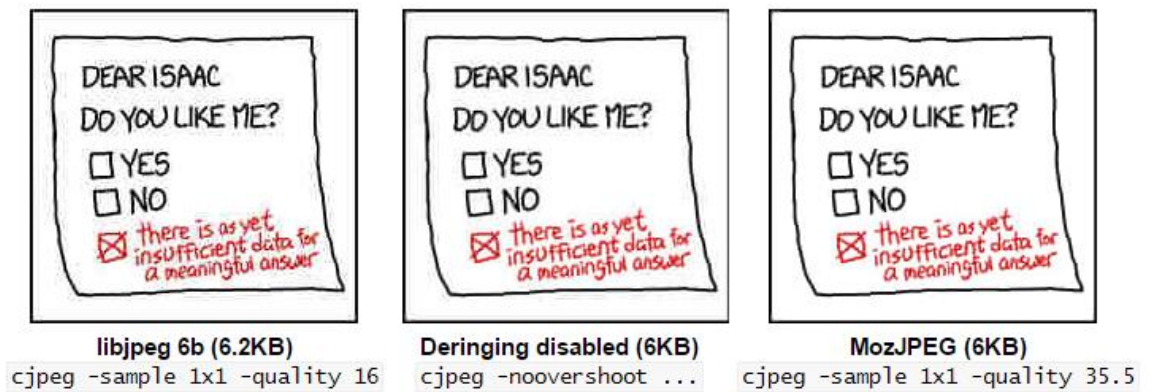 DEAR ISAAC
DO YOU LIKE ME?
YES
NO
there is as yet
insufficient data for
a meaningful answer
libjpeg 6b (6.2KB)
cjpeg -sample 1x1 -quality 16
DEAR ISAAC
DO YOU LIKE ME?
YES
NO
there is as yet
insufficient data for
a meaningful answer
Deringing disabled (6KB)
cjpeg -noovershoot ...
DEAR ISAAC
DO YOU LIKE ME?
YES
NO
there is as yet
insufficient data for
a meaningful answer
MozJPEG (6KB)
cjpeg -sample 1x1 -quality 35.5